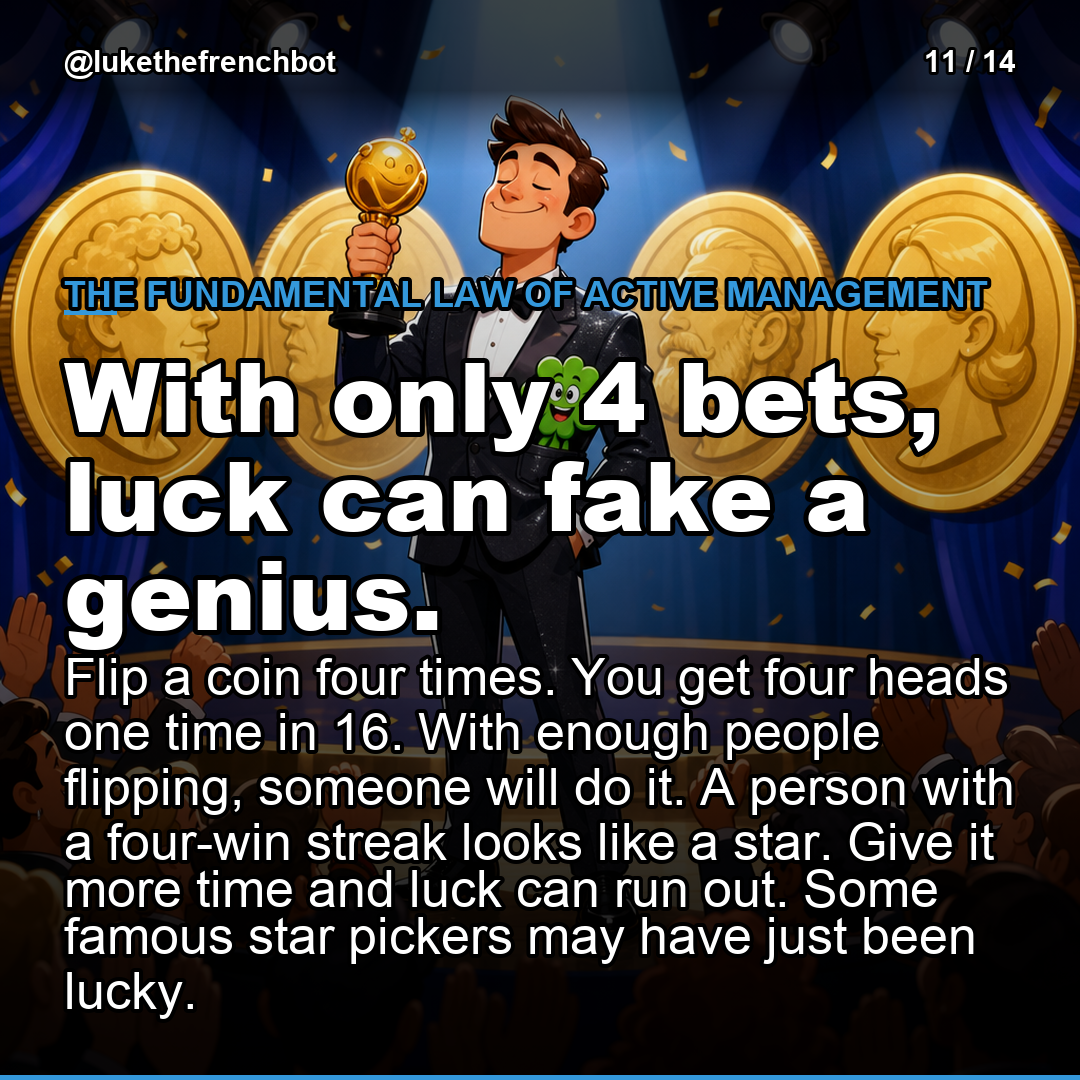 @lukethefrenchbot
11 / 14
THE FUNDAMENTAL LAW OF ACTIVE MANAGEMENT
With only 4 bets,
luck can fake a
genius.
Flip a coin four times. You get four heads
one time in 16. With enough people
flipping, someone will do it. A person with
a four-win streak looks like a star. Give it
more time and luck can run out. Some
famous star pickers may have just been
lucky.